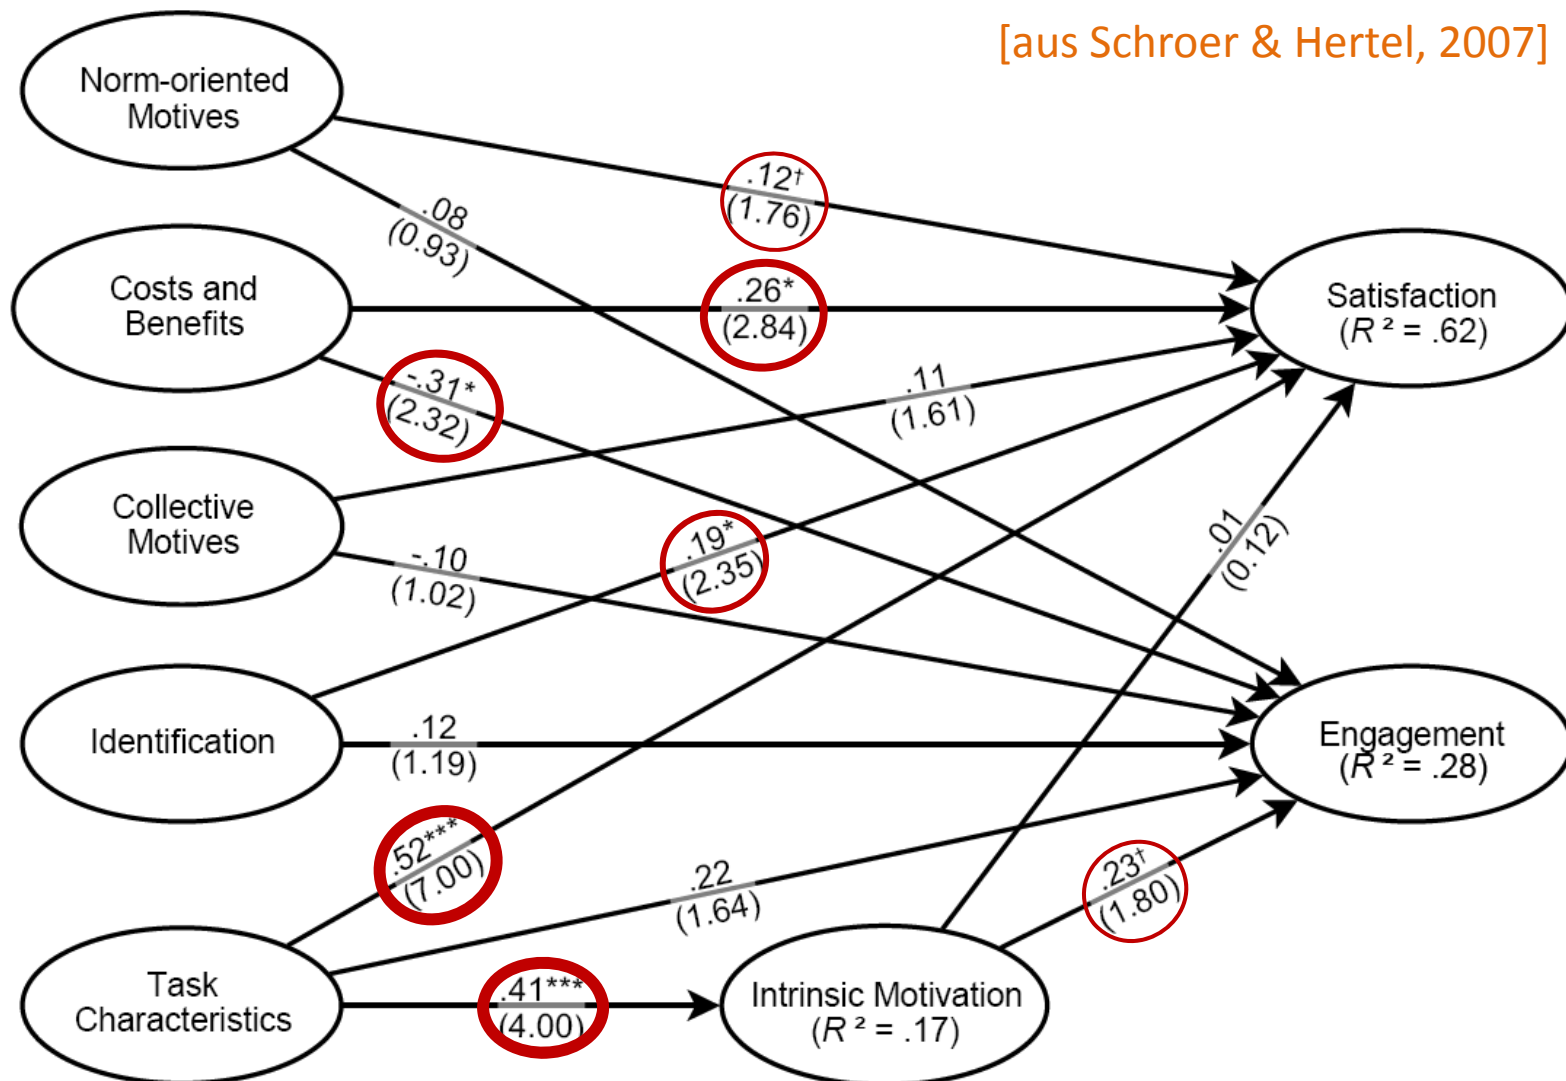 [aus Schroer & Hertel, 2007]
Norm-oriented
Motives
.12†
(1.76)
.08
(0.93)
Costs and
Benefits
.26*
(2.84)
Satisfaction
(R² = .62)
-.31*
(2.32)
.11
(1.61)
Collective
Motives
-.10
(1.02)
.19*
(2.35)
.01
(0.12)
Identification
.12
(1.19)
Engagement
(R² = .28)
.52***
(7.00)
.22
(1.64)
.23†
(1.80)
Task
Characteristics
.41***
(4.00)
Intrinsic Motivation
(R² = .17)